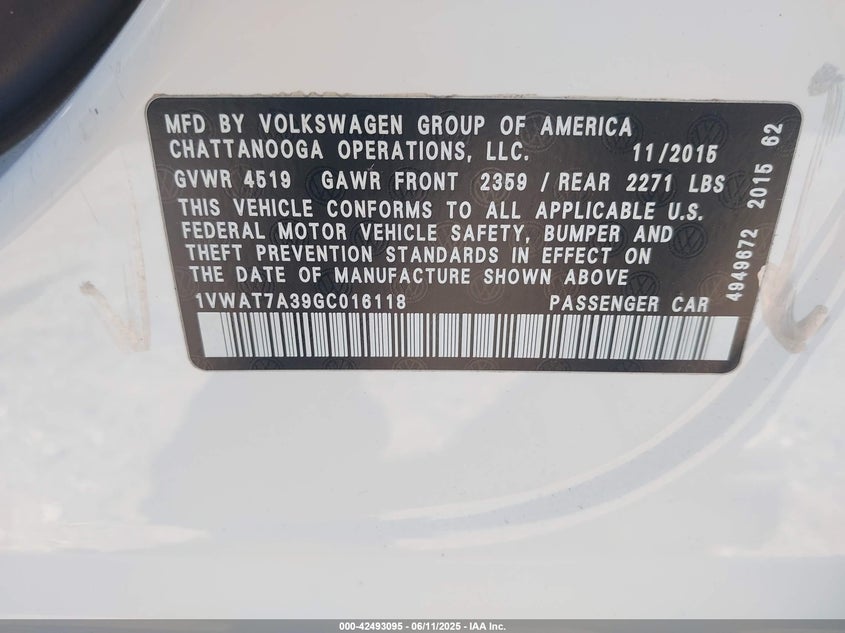 MFD BY VOLKSWAGEN GROUP OF AMERICA
CHATTANOOGA OPERATIONS, LLC. 11/2015
GVWR 4519 GAWR FRONT 2359 / REAR 2271 LBS
THIS VEHICLE CONFORMS TO ALL APPLICABLE U.S.
FEDERAL MOTOR VEHICLE SAFETY, BUMPER AND
THEFT PREVENTION STANDARDS IN EFFECT ON
THE DATE OF MANUFACTURE SHOWN ABOVE
1VWAT7A39GC016118 PASSENGER CAR
4949672 2015 62
000-42493095 - 06/11/2025 - IAA Inc.